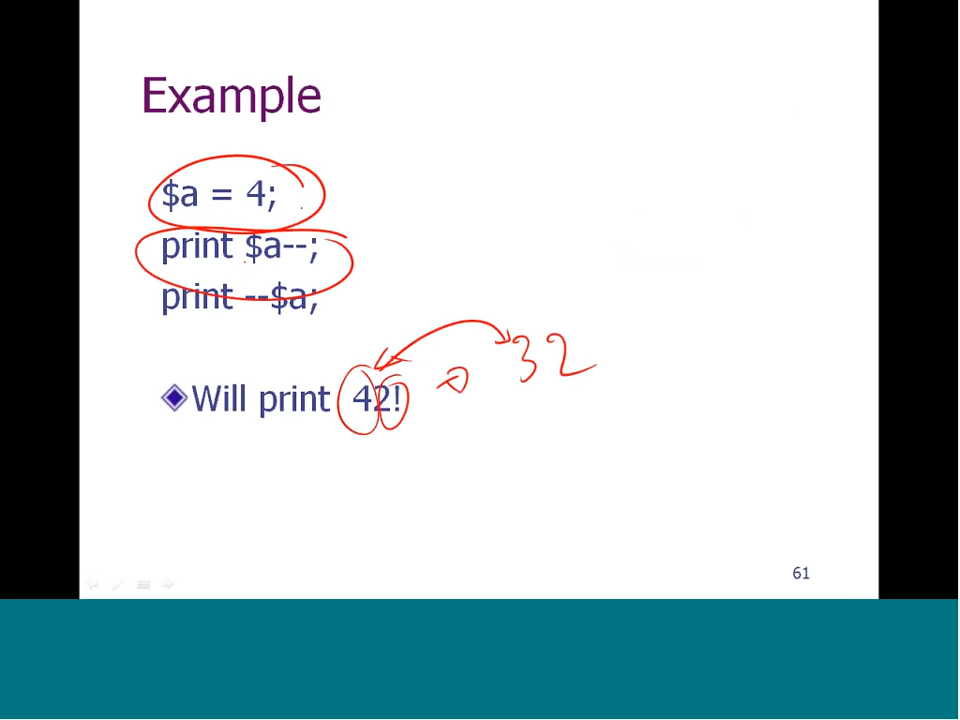 Example
$a = 4;
print $a--;
print --$a;
Will print 42! 32
61